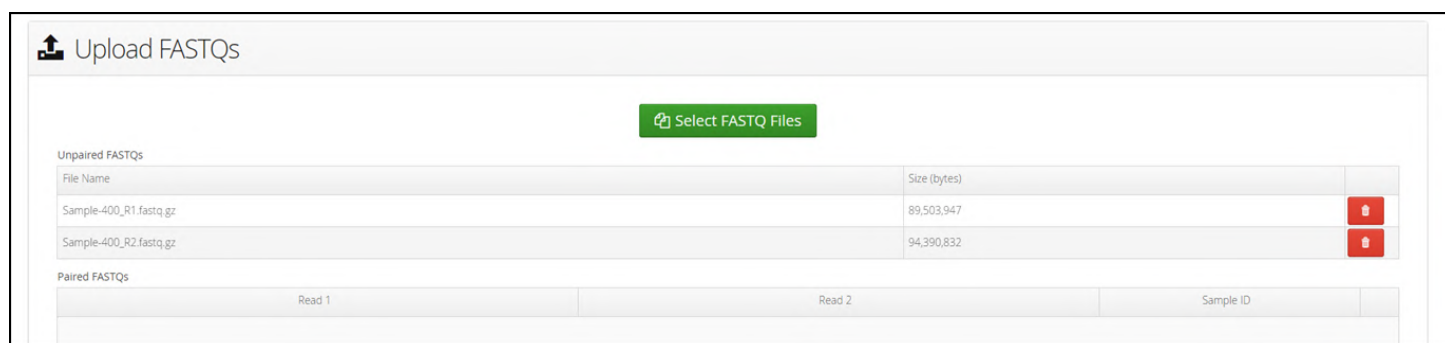 Upload FASTQs
Select FASTQ Files
Unpaired FASTQs
File Name Size (bytes)
Sample-400_R1.fastq.gz 89,503,947
Sample-400_R2.fastq.gz 94,390,832
Paired FASTQs
Read 1 Read 2 Sample ID